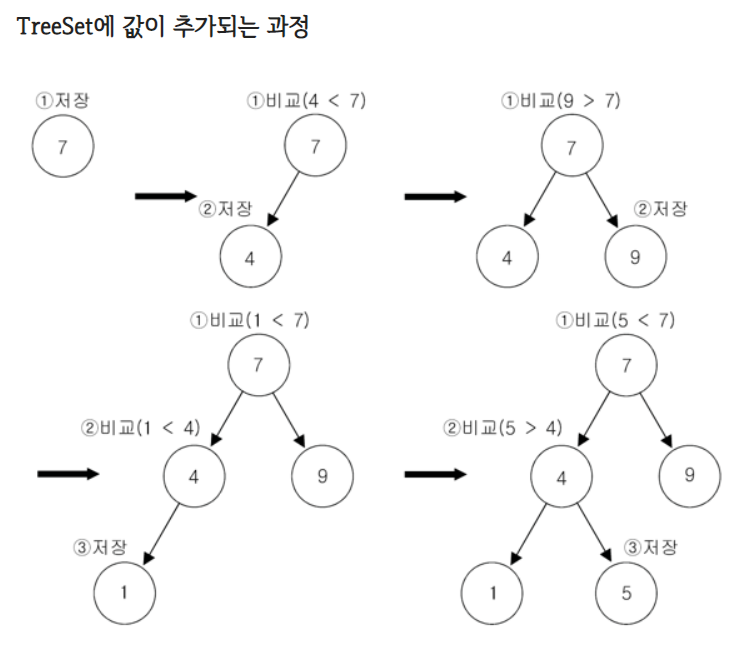 TreeSet에 값이 추가되는 과정
①저장
7
①비교(4 < 7)
7
②저장
4
①비교(9 > 7)
7
②저장
4
9
①비교(1 < 7)
7
②비교(1 < 4)
4
9
③저장
1
①비교(5 < 7)
7
②비교(5 > 4)
4
9
③저장
1
5